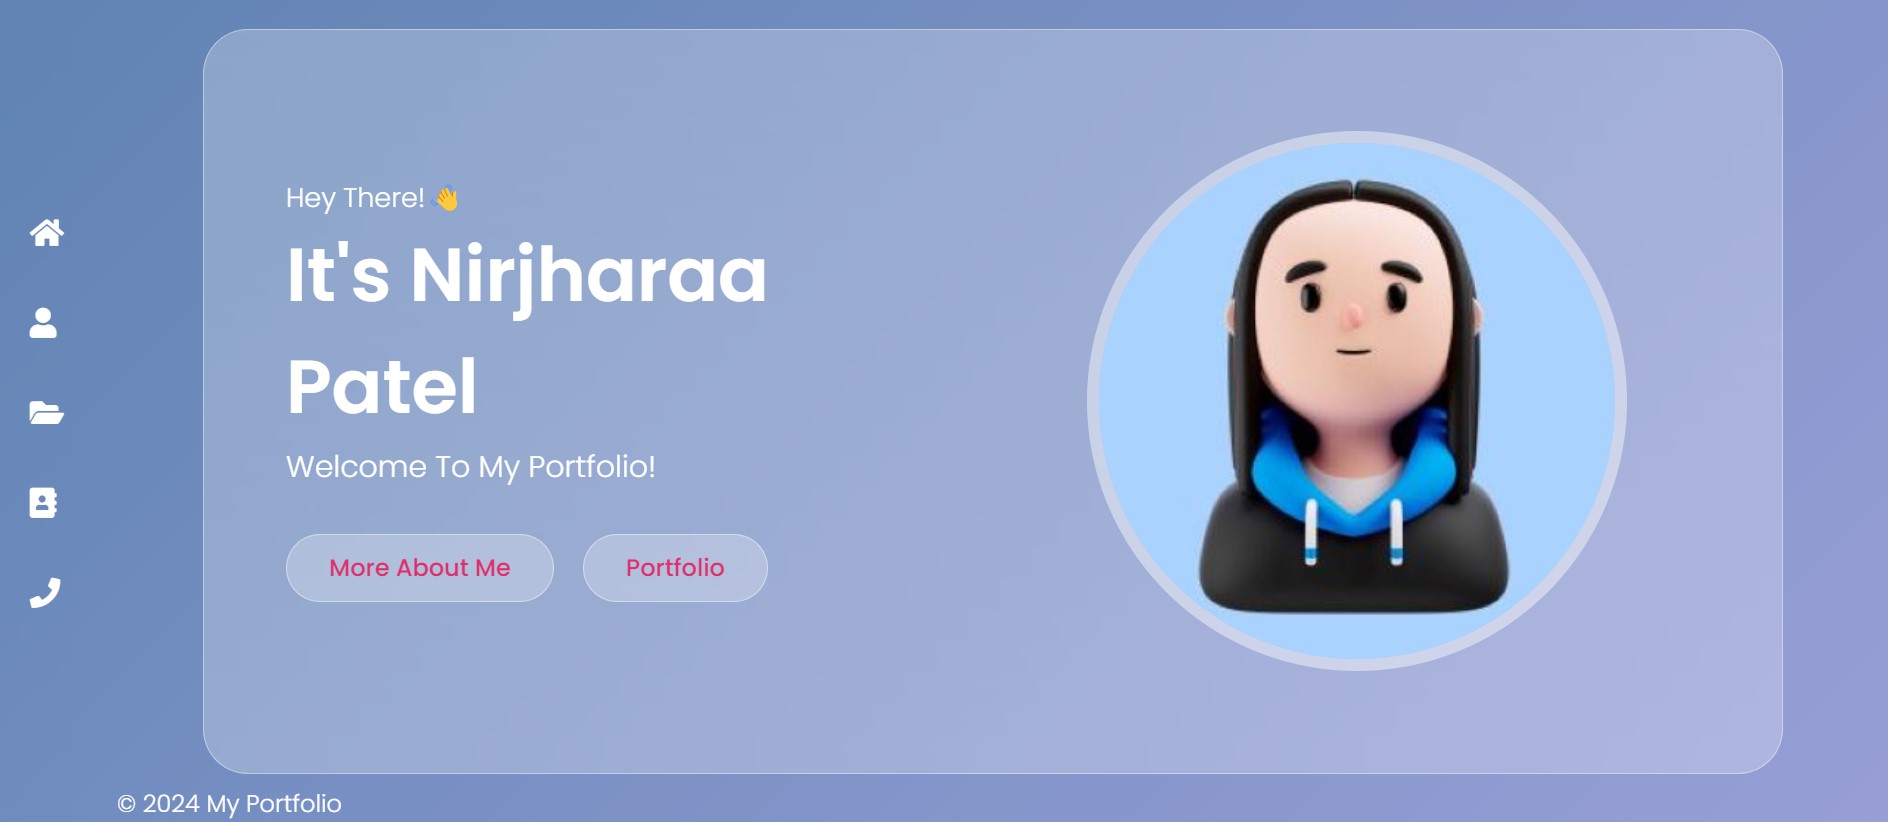 Hey There! 👋
It's Nirjharaa
Patel
Welcome To My Portfolio!
More About Me
Portfolio
© 2024 My Portfolio